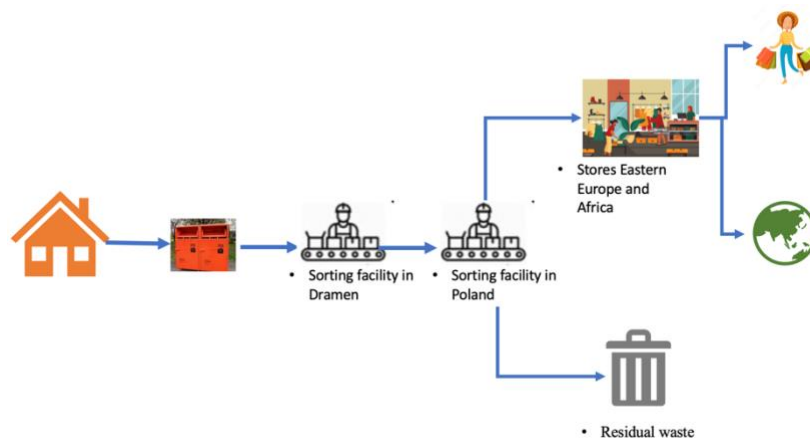 • Stores Eastern
Europe and
Africa
• Sorting facility in
Dramen
• Sorting facility in
Poland
• Residual waste